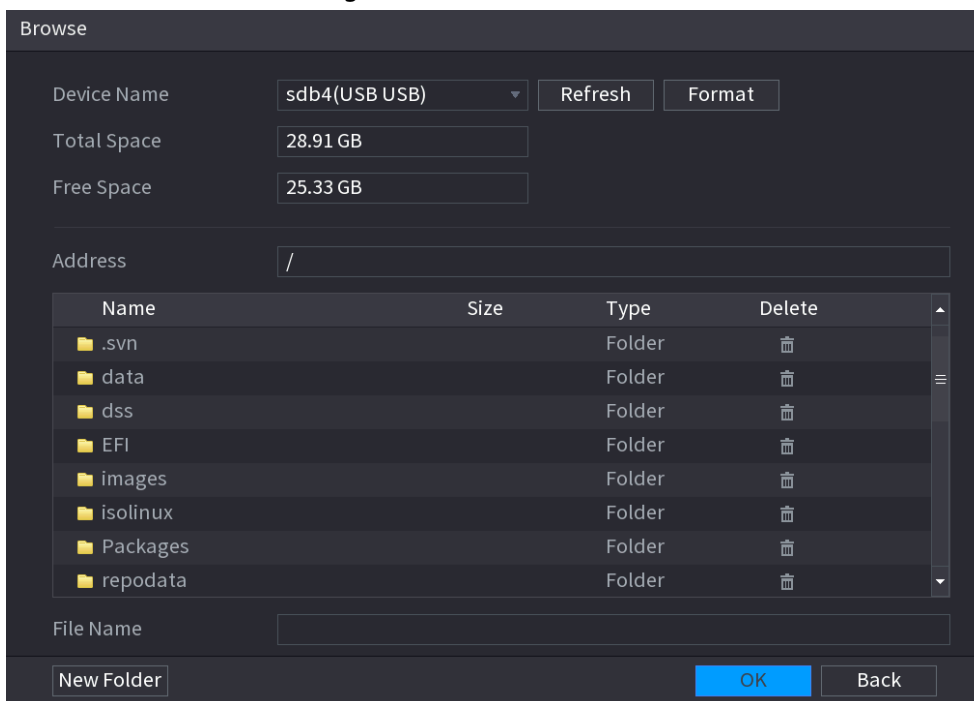 Browse
Device Name sdb4(USB USB) Refresh Format
Total Space 28.91 GB
Free Space 25.33 GB
Address /
Name Size Type Delete
.svn Folder
data Folder
dss Folder
EFI Folder
images Folder
isolinux Folder
Packages Folder
repodata Folder
File Name
New Folder OK Back